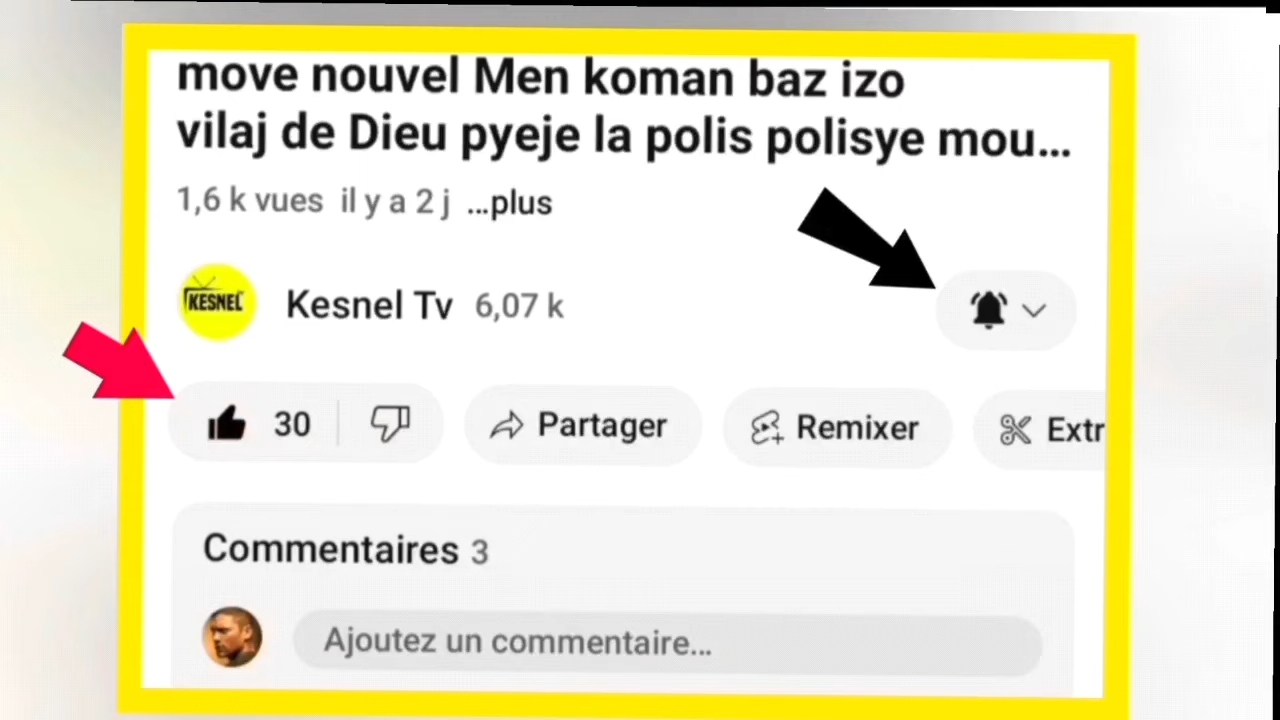 move nouvel Men koman baz izo
vilaj de Dieu pyeje la polis polisye mou...
1,6 k vues il y a 2 j ...plus
KESNEL
Kesnel Tv 6,07 k
30
Partager
Remixer
Extr
Commentaires 3
Ajoutez un commentaire...